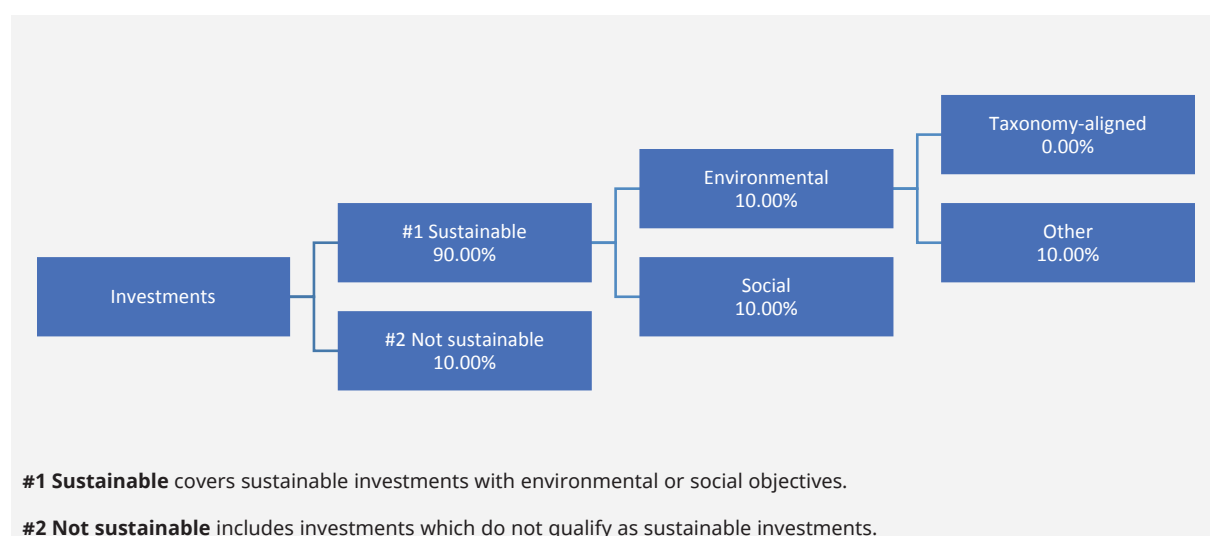 Taxonomy-aligned
0.00%
Environmental
10.00%
#1 Sustainable
90.00%
Other
10.00%
Investments
Social
10.00%
#2 Not sustainable
10.00%
#1 Sustainable covers sustainable investments with environmental or social objectives.
#2 Not sustainable includes investments which do not qualify as sustainable investments.